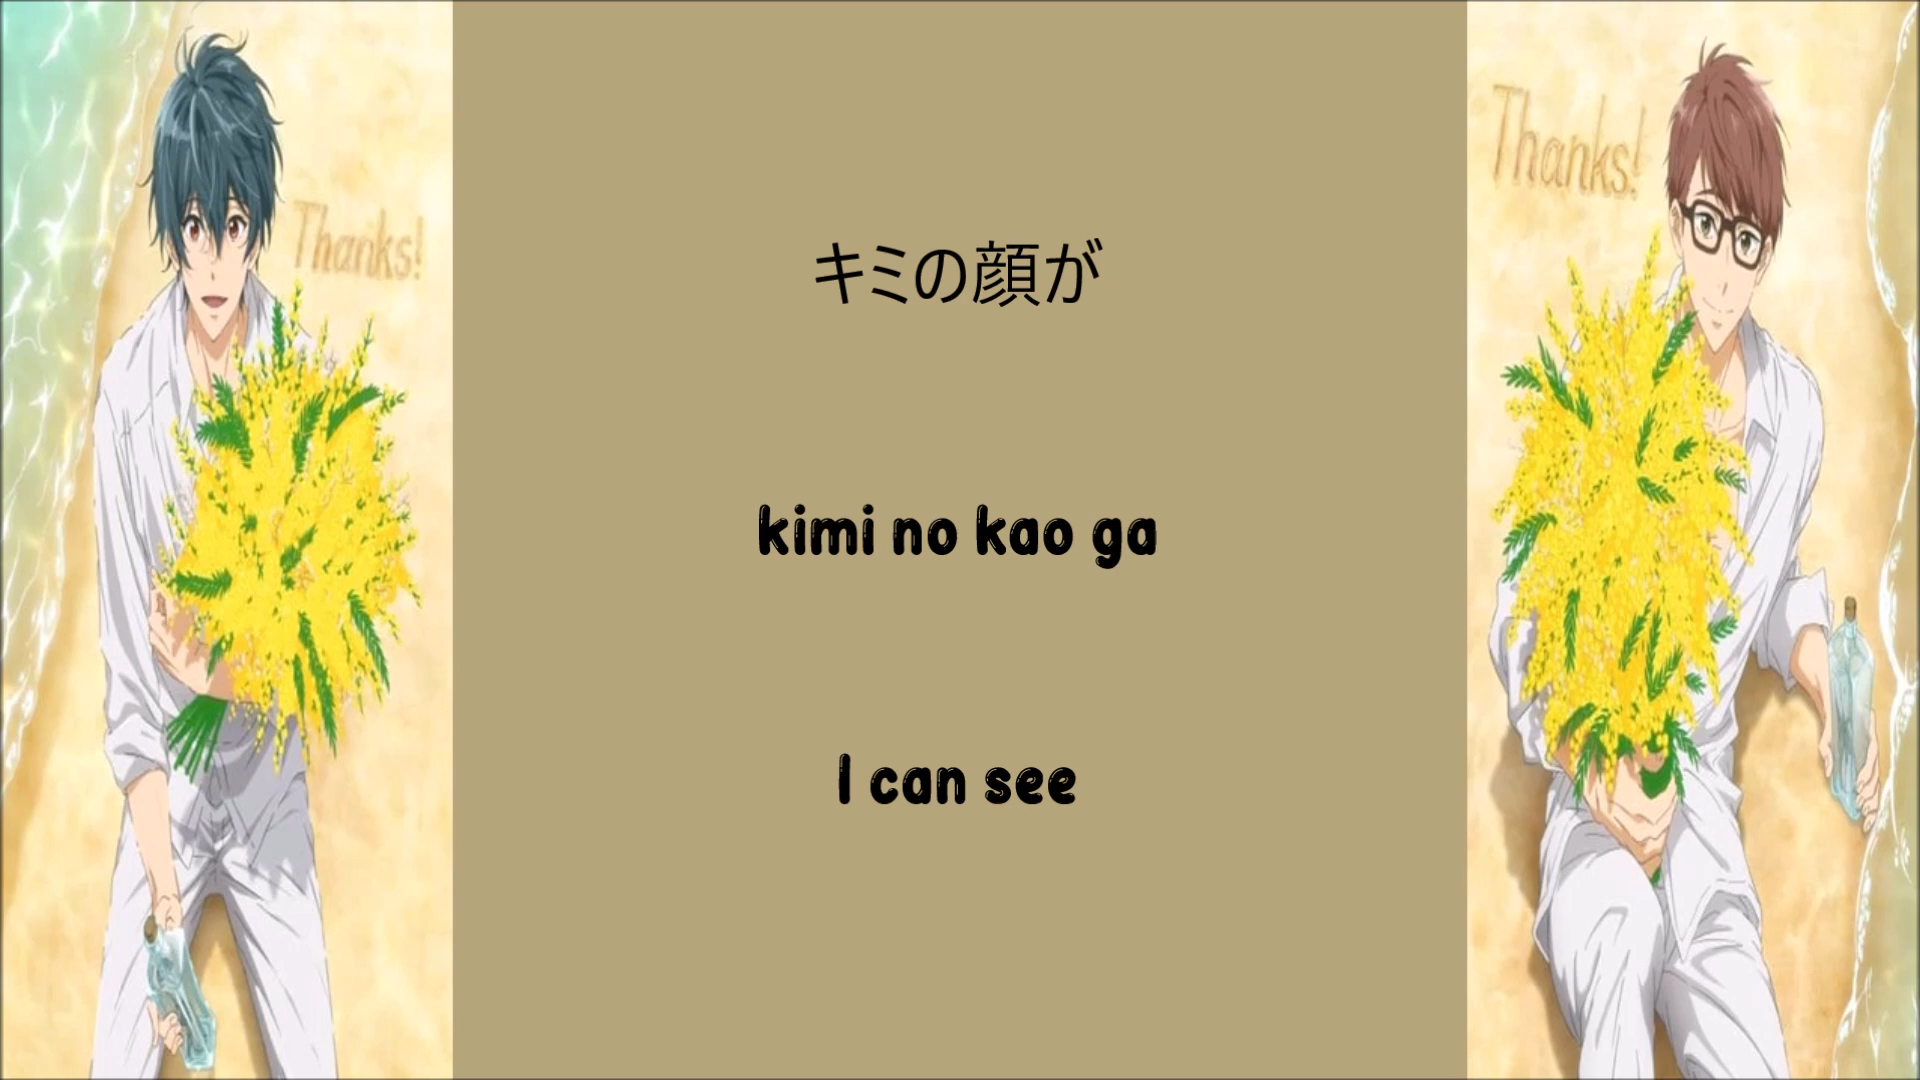 Thanks!
キミの顔が
kimi no kao ga
I can see
Thanks!